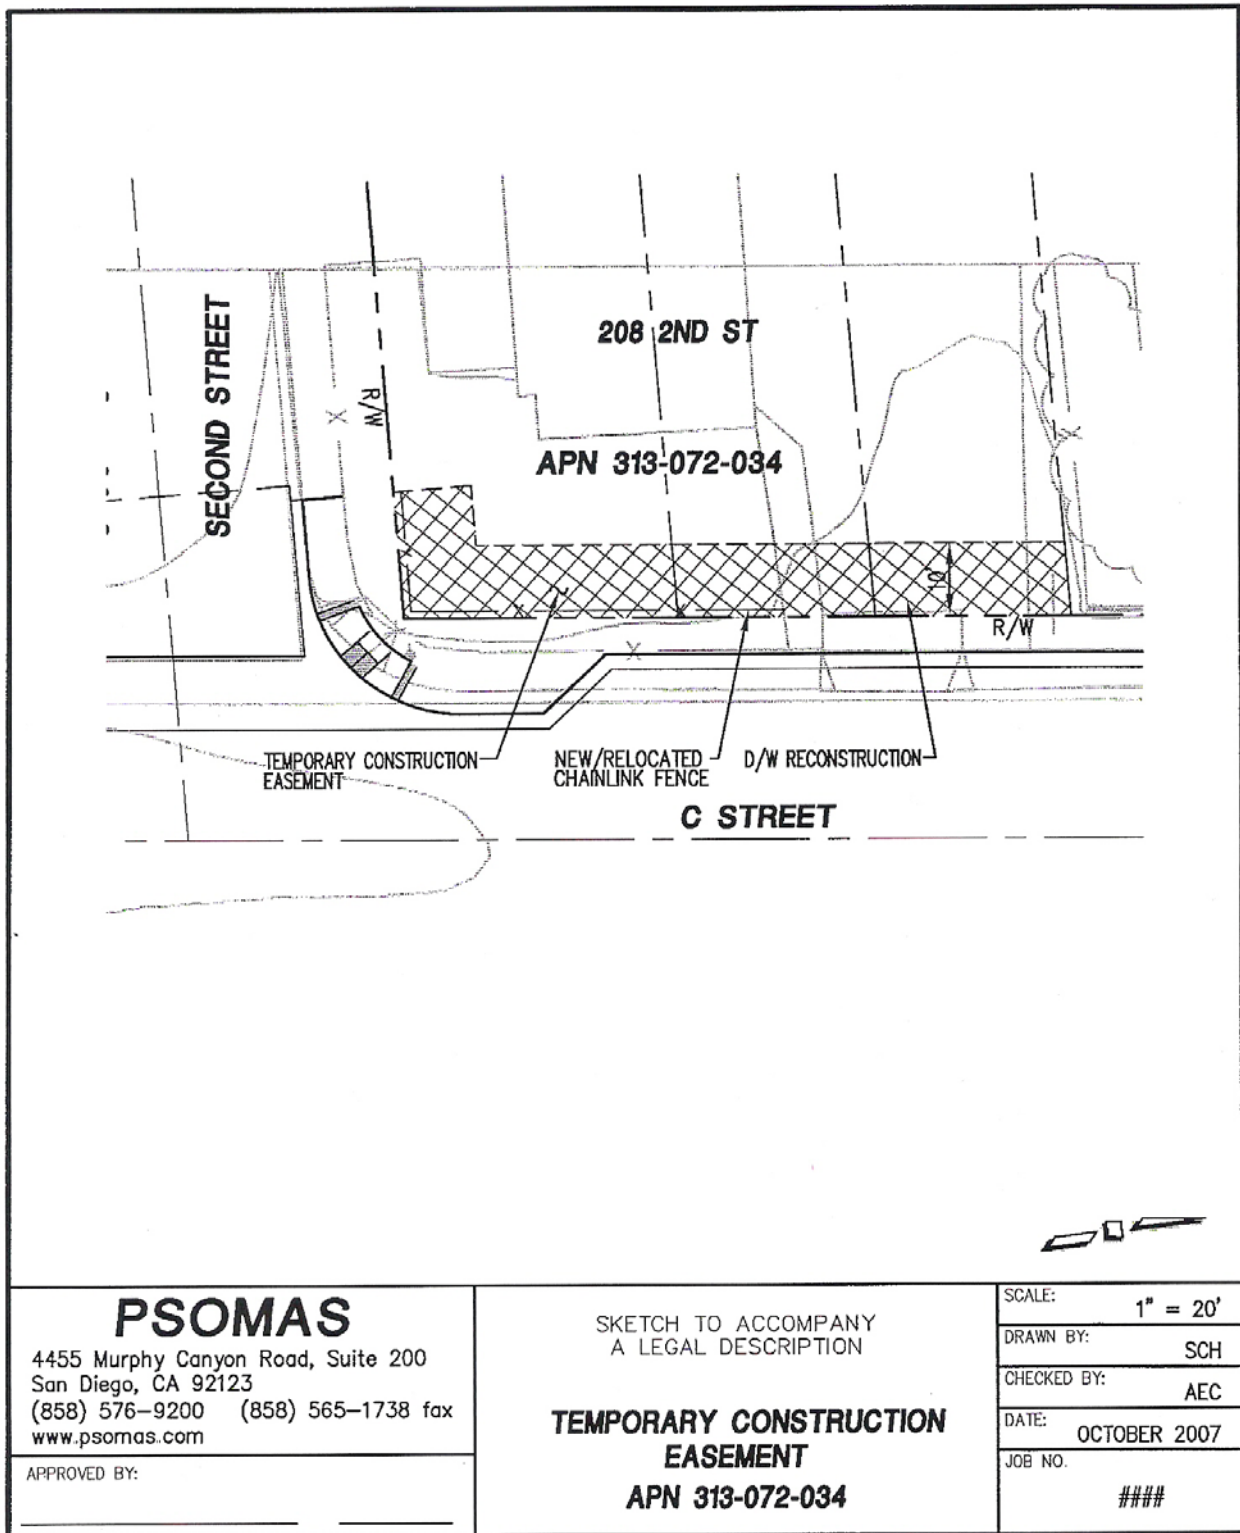 208 2ND ST
SECOND STREET
R/W
APN 313-072-034
10'
R/W
TEMPORARY CONSTRUCTION
EASEMENT
NEW/RELOCATED
CHAINLINK FENCE
D/W RECONSTRUCTION
C STREET
PSOMAS
4455 Murphy Canyon Road, Suite 200
San Diego, CA 92123
(858) 576-9200 (858) 565-1738 fax
www.psomas.com
APPROVED BY:
SKETCH TO ACCOMPANY
A LEGAL DESCRIPTION
TEMPORARY CONSTRUCTION
EASEMENT
APN 313-072-034
SCALE: 1" = 20'
DRAWN BY: SCH
CHECKED BY: AEC
DATE: OCTOBER 2007
JOB NO.
####